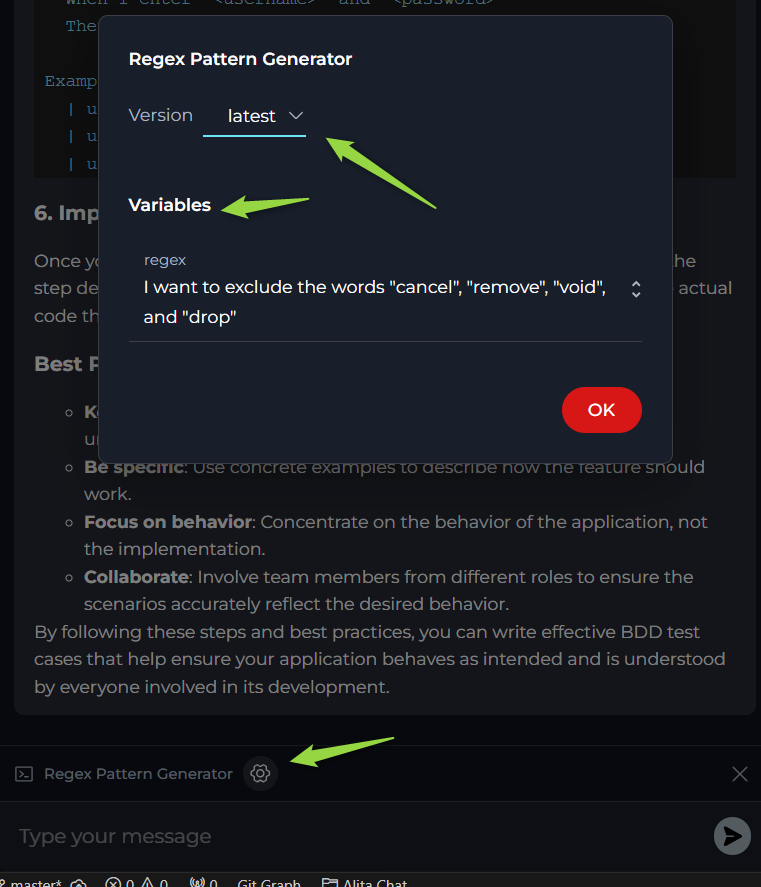 When I enter "<username>" and "<password>"
The
Regex Pattern Generator
Examp
Version latest
| u
| u
| u
Variables
6. Imp
regex
Once yo he
I want to exclude the words "cancel", "remove", "void",
step de actual
and "drop"
code th
Best P
OK
K
un
Be specific: Use concrete examples to describe how the feature should
work.
Focus on behavior: Concentrate on the behavior of the application, not
the implementation.
Collaborate: Involve team members from different roles to ensure the
scenarios accurately reflect the desired behavior.
By following these steps and best practices, you can write effective BDD test
cases that help ensure your application behaves as intended and is understood
by everyone involved in its development.
Regex Pattern Generator
Type your message
master* 0 0 0 Git Graph Alita Chat